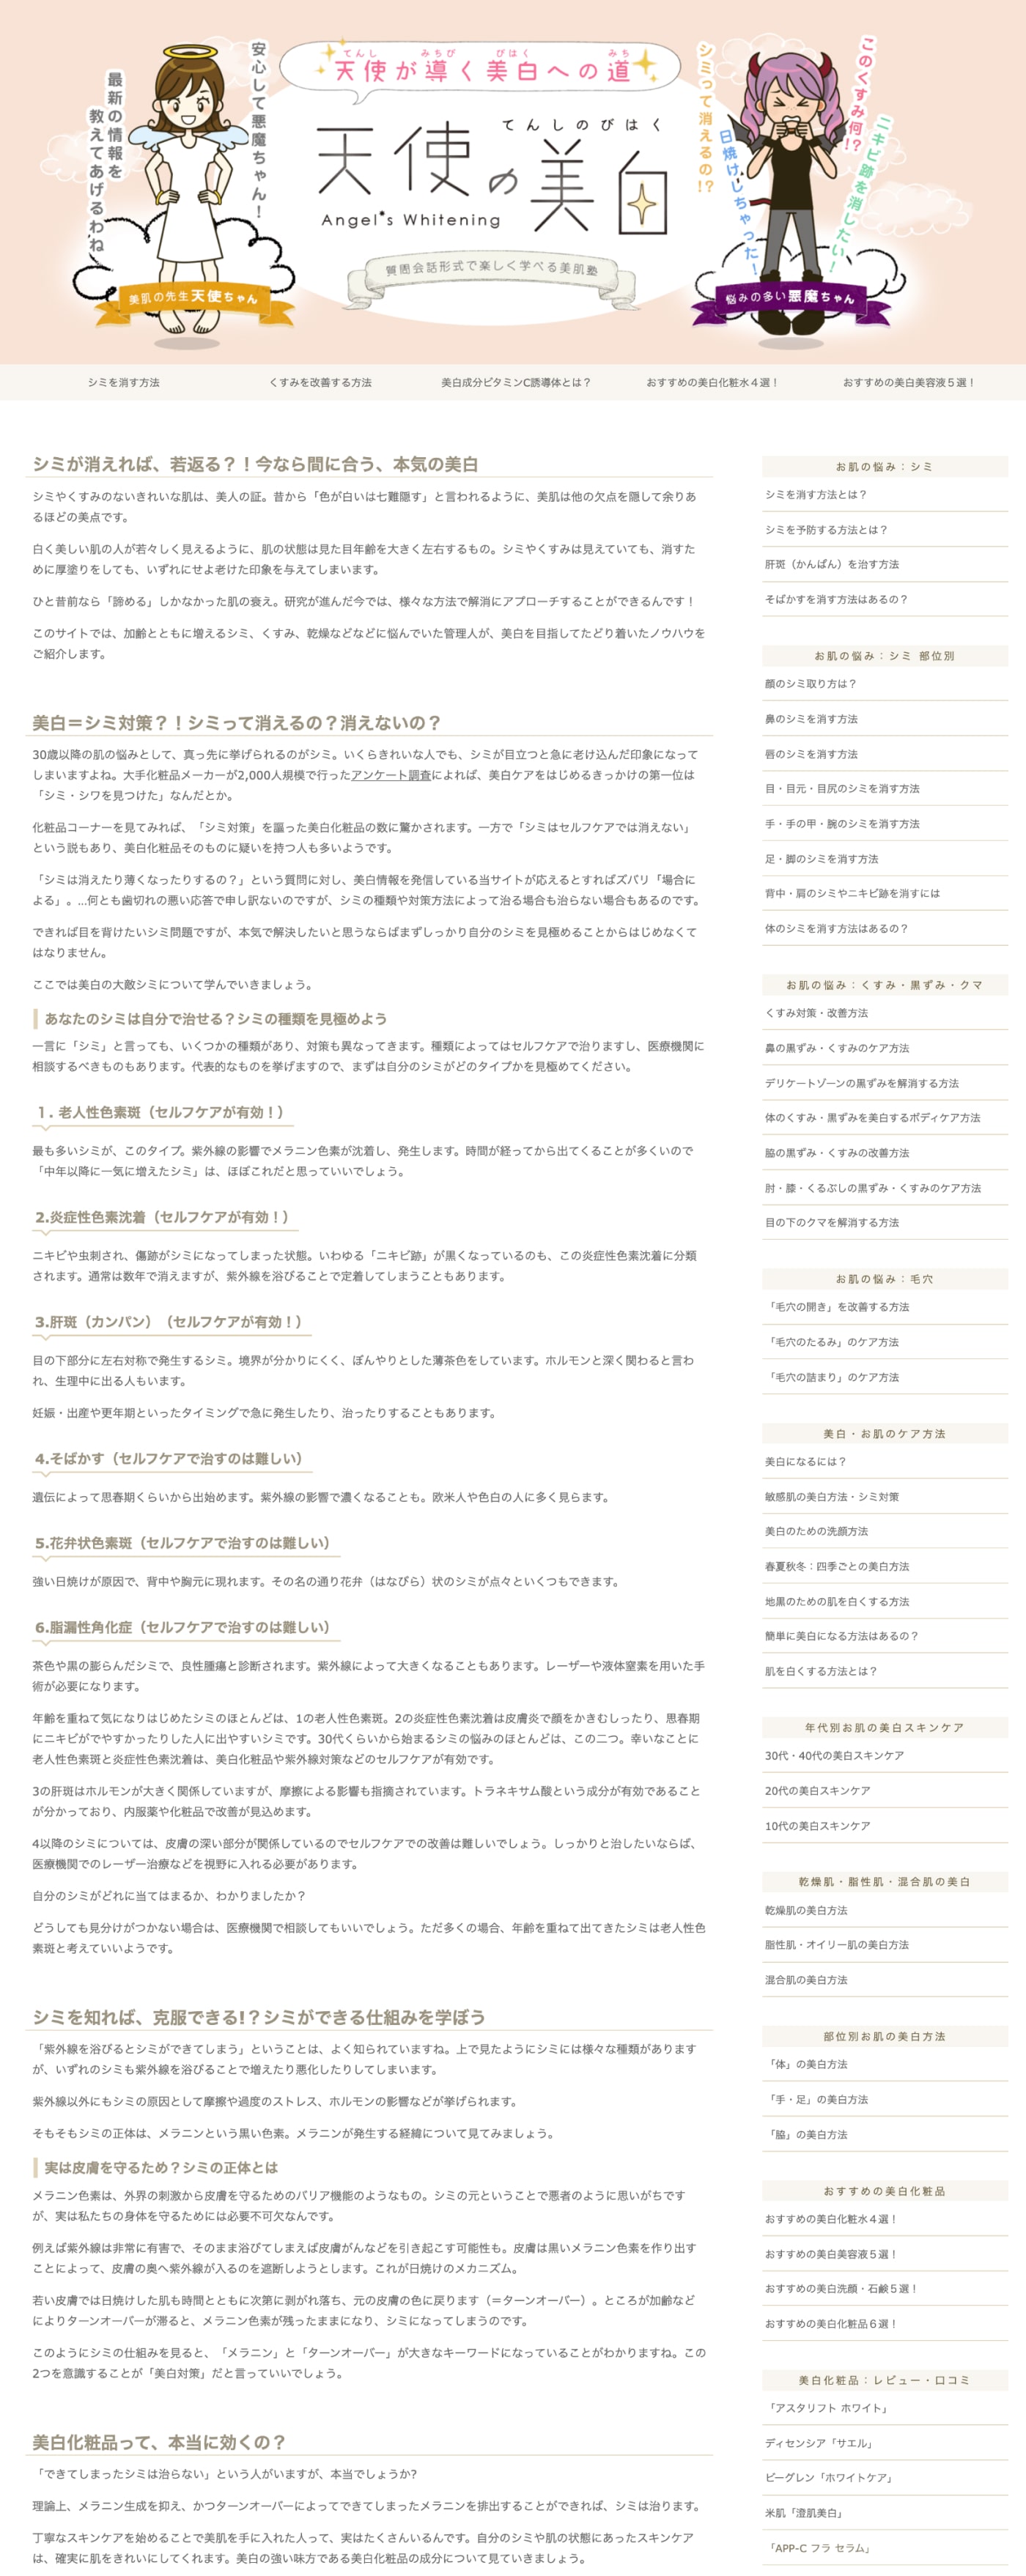 最新の情報を
教えてあげるわね
安心して悪魔ちゃん！
美肌の先生 天使ちゃん
てんし みちび びはく みち
天使が導く美白への道
てんしのびはく
天使の美白
Angel's Whitening
質問会話形式で楽しく学べる美肌塾
シミって消えるの!?
日焼けしちゃった！
このくすみ何!?
ニキビ跡を消したい！
悩みの多い 悪魔ちゃん
シミを消す方法
くすみを改善する方法
美白成分ビタミンC誘導体とは？
おすすめの美白化粧水４選！
おすすめの美白美容液５選！
シミが消えれば、若返る？！今なら間に合う、本気の美白
シミやくすみのないきれいな肌は、美人の証。昔から「色が白いは七難隠す」と言われるように、美肌は他の欠点を隠して余りあ
るほどの美点です。
白く美しい肌の人が若々しく見えるように、肌の状態は見た目年齢を大きく左右するもの。シミやくすみは見えていても、消すた
めに厚塗りをしても、いずれにせよ老けた印象を与えてしまいます。
ひと昔前なら「諦める」しかなかった肌の衰え。研究が進んだ今では、様々な方法で解消にアプローチすることができるんです！
このサイトでは、加齢とともに増えるシミ、くすみ、乾燥などなどに悩んでいた管理人が、美白を目指してたどり着いたノウハウを
ご紹介します。
美白＝シミ対策？！シミって消えるの？消えないの？
30歳以降の肌の悩みとして、真っ先に挙げられるのがシミ。いくらきれいな人でも、シミが目立つと急に老け込んだ印象になって
しまいますよね。大手化粧品メーカーが2,000人規模で行ったアンケート調査によれば、美白ケアをはじめるきっかけの第一位は
「シミ・シワを見つけた」なんだとか。
化粧品コーナーを見てみれば、「シミ対策」を謳った美白化粧品の数に驚かされます。一方で「シミはセルフケアでは消えない」
という説もあり、美白化粧品そのものに疑いを持つ人も多いようです。
「シミは消えたり薄くなったりするの？」という質問に対し、美白情報を発信している当サイトが応えるとすればズバリ「場合に
よる」。…何とも歯切れの悪い応答で申し訳ないのですが、シミの種類や対策方法によって治る場合も治らない場合もあるのです。
できれば目を背けたいシミ問題ですが、本気で解決したいと思うならばまずしっかり自分のシミを見極めることからはじめなくて
はなりません。
ここでは美白の大敵シミについて学んでいきましょう。
あなたのシミは自分で治せる？シミの種類を見極めよう
一言に「シミ」と言っても、いくつかの種類があり、対策も異なってきます。種類によってはセルフケアで治りますし、医療機関に
相談するべきものもあります。代表的なものを挙げますので、まずは自分のシミがどのタイプかを見極めてください。
１. 老人性色素斑（セルフケアが有効！）
最も多いシミが、このタイプ。紫外線の影響でメラニン色素が沈着し、発生します。時間が経ってから出てくることが多くいので
「中年以降に一気に増えたシミ」は、ほぼこれだと思っていいでしょう。
2.炎症性色素沈着（セルフケアが有効！）
ニキビや虫刺され、傷跡がシミになってしまった状態。いわゆる「ニキビ跡」が黒くなっているのも、この炎症性色素沈着に分類
されます。通常は数年で消えますが、紫外線を浴びることで定着してしまうこともあります。
3.肝斑（カンパン）（セルフケアが有効！）
目の下部分に左右対称で発生するシミ。境界が分かりにくく、ぼんやりとした薄茶色をしています。ホルモンと深く関わると言わ
れ、生理中に出る人もいます。
妊娠・出産や更年期といったタイミングで急に発生したり、治ったりすることもあります。
4.そばかす（セルフケアで治すのは難しい）
遺伝によって思春期くらいから出始めます。紫外線の影響で濃くなることも。欧米人や色白の人に多く見らます。
5.花弁状色素斑（セルフケアで治すのは難しい）
強い日焼けが原因で、背中や胸元に現れます。その名の通り花弁（はなびら）状のシミが点々といくつもできます。
6.脂漏性角化症（セルフケアで治すのは難しい）
茶色や黒の膨らんだシミで、良性腫瘍と診断されます。紫外線によって大きくなることもあります。レーザーや液体窒素を用いた手
術が必要になります。
年齢を重ねて気になりはじめたシミのほとんどは、1の老人性色素斑。2の炎症性色素沈着は皮膚炎で顔をかきむしったり、思春期
にニキビがでやすかったりした人に出やすいシミです。30代くらいから始まるシミの悩みのほとんどは、この二つ。幸いなことに
老人性色素斑と炎症性色素沈着は、美白化粧品や紫外線対策などのセルフケアが有効です。
3の肝斑はホルモンが大きく関係していますが、摩擦による影響も指摘されています。トラネキサム酸という成分が有効であること
が分かっており、内服薬や化粧品で改善が見込めます。
4以降のシミについては、皮膚の深い部分が関係しているのでセルフケアでの改善は難しいでしょう。しっかりと治したいならば、
医療機関でのレーザー治療などを視野に入れる必要があります。
自分のシミがどれに当てはまるか、わかりましたか？
どうしても見分けがつかない場合は、医療機関で相談してもいいでしょう。ただ多くの場合、年齢を重ねて出てきたシミは老人性色
素斑と考えていいようです。
シミを知れば、克服できる!？シミができる仕組みを学ぼう
「紫外線を浴びるとシミができてしまう」ということは、よく知られていますね。上で見たようにシミには様々な種類があります
が、いずれのシミも紫外線を浴びることで増えたり悪化したりしてしまいます。
紫外線以外にもシミの原因として摩擦や過度のストレス、ホルモンの影響などが挙げられます。
そもそもシミの正体は、メラニンという黒い色素。メラニンが発生する経緯について見てみましょう。
実は皮膚を守るため？シミの正体とは
メラニン色素は、外界の刺激から皮膚を守るためのバリア機能のようなもの。シミの元ということで悪者のように思いがちです
が、実は私たちの身体を守るためには必要不可欠なんです。
例えば紫外線は非常に有害で、そのまま浴びてしまえば皮膚がんなどを引き起こす可能性も。皮膚は黒いメラニン色素を作り出す
ことによって、皮膚の奥へ紫外線が入るのを遮断しようとします。これが日焼けのメカニズム。
若い皮膚では日焼けした肌も時間とともに次第に剥がれ落ち、元の皮膚の色に戻ります（＝ターンオーバー）。ところが加齢など
によりターンオーバーが滞ると、メラニン色素が残ったままになり、シミになってしまうのです。
このようにシミの仕組みを見ると、「メラニン」と「ターンオーバー」が大きなキーワードになっていることがわかりますね。この
2つを意識することが「美白対策」だと言っていいでしょう。
美白化粧品って、本当に効くの？
「できてしまったシミは治らない」という人がいますが、本当でしょうか?
理論上、メラニン生成を抑え、かつターンオーバーによってできてしまったメラニンを排出することができれば、シミは治ります。
丁寧なスキンケアを始めることで美肌を手に入れた人って、実はたくさんいるんです。自分のシミや肌の状態にあったスキンケア
は、確実に肌をきれいにしてくれます。美白の強い味方である美白化粧品の成分について見ていきましょう。
お肌の悩み：シミ
シミを消す方法とは？
シミを予防する方法とは？
肝斑（かんぱん）を治す方法
そばかすを消す方法はあるの？
お肌の悩み：シミ 部位別
顔のシミ取り方は？
鼻のシミを消す方法
唇のシミを消す方法
目・目元・目尻のシミを消す方法
手・手の甲・腕のシミを消す方法
足・脚のシミを消す方法
背中・肩のシミやニキビ跡を消すには
体のシミを消す方法はあるの？
お肌の悩み：くすみ・黒ずみ・クマ
くすみ対策・改善方法
鼻の黒ずみ・くすみのケア方法
デリケートゾーンの黒ずみを解消する方法
体のくすみ・黒ずみを美白するボディケア方法
脇の黒ずみ・くすみの改善方法
肘・膝・くるぶしの黒ずみ・くすみのケア方法
目の下のクマを解消する方法
お肌の悩み：毛穴
「毛穴の開き」を改善する方法
「毛穴のたるみ」のケア方法
「毛穴の詰まり」のケア方法
美白・お肌のケア方法
美白になるには？
敏感肌の美白方法・シミ対策
美白のための洗顔方法
春夏秋冬：四季ごとの美白方法
地黒のための肌を白くする方法
簡単に美白になる方法はあるの？
肌を白くする方法とは？
年代別お肌の美白スキンケア
30代・40代の美白スキンケア
20代の美白スキンケア
10代の美白スキンケア
乾燥肌・脂性肌・混合肌の美白
乾燥肌の美白方法
脂性肌・オイリー肌の美白方法
混合肌の美白方法
部位別お肌の美白方法
「体」の美白方法
「手・足」の美白方法
「脇」の美白方法
おすすめの美白化粧品
おすすめの美白化粧水４選！
おすすめの美白美容液５選！
おすすめの美白洗顔・石鹸５選！
おすすめの美白化粧品６選！
美白化粧品：レビュー・口コミ
「アスタリフト ホワイト」
ディセンシア「サエル」
ビーグレン「ホワイトケア」
米肌「澄肌美白」
「APP-C フラ セラム」